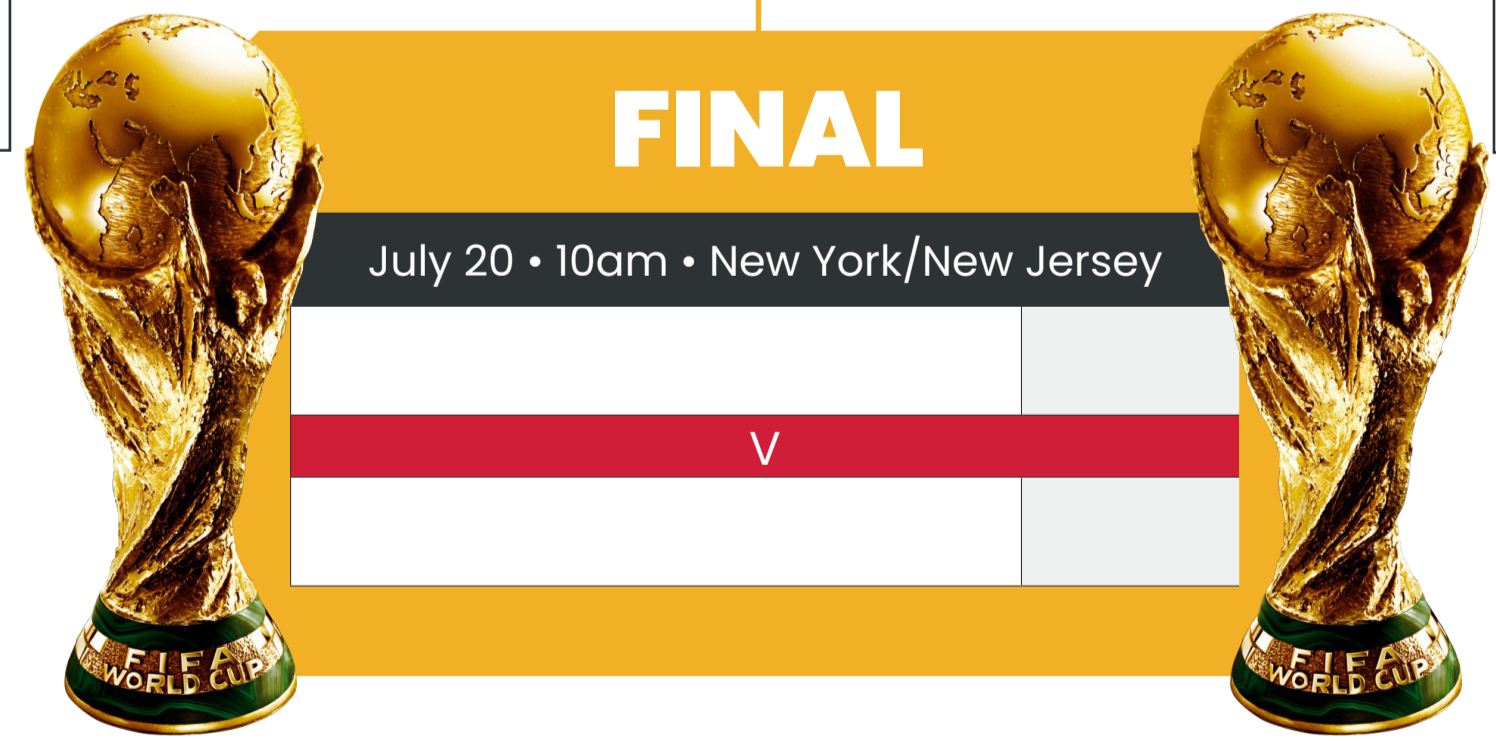 FINAL
July 20 • 10am • New York/New Jersey
V
FIFA
WORLD CUP
FIFA
WORLD CUP